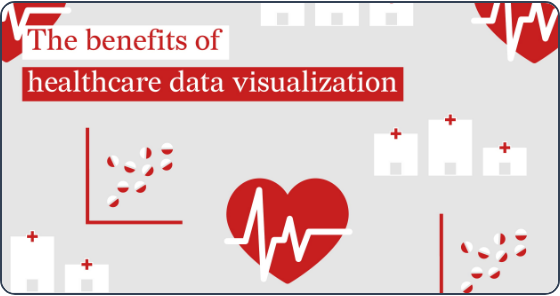 The benefits of
healthcare data visualization